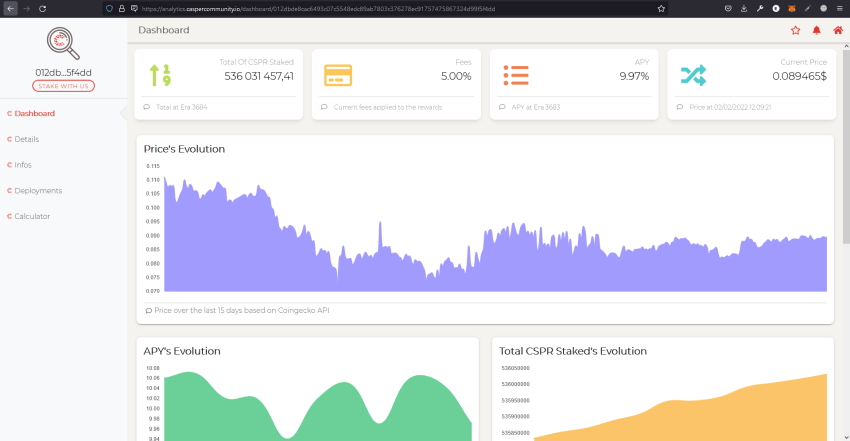 https://analytics.caspercommunity.io/dashboard/012dbde8cac6493c07c5548edc89ab7803c376278ec91757475867324d99f5f4dd
Dashboard
012db...5f4dd
STAKE WITH US
Dashboard
Details
Infos
Deployments
Calculator
Total Of CSPR Staked
536 031 457,41
Total at Era 3684
Fees
5.00%
Current fees applied to the rewards
APY
9.97%
APY at Era 3683
Current Price
0.089465$
Price at 02/02/2022 12:09:21
Price's Evolution
0.115
0.110
0.105
0.100
0.095
0.090
0.085
0.080
0.075
0.070
Price over the last 15 days based on Coingecko API
APY's Evolution
10.08
10.06
10.04
10.02
10.00
9.98
9.96
9.94
Total CSPR Staked's Evolution
536050000
536000000
535950000
535900000
535850000